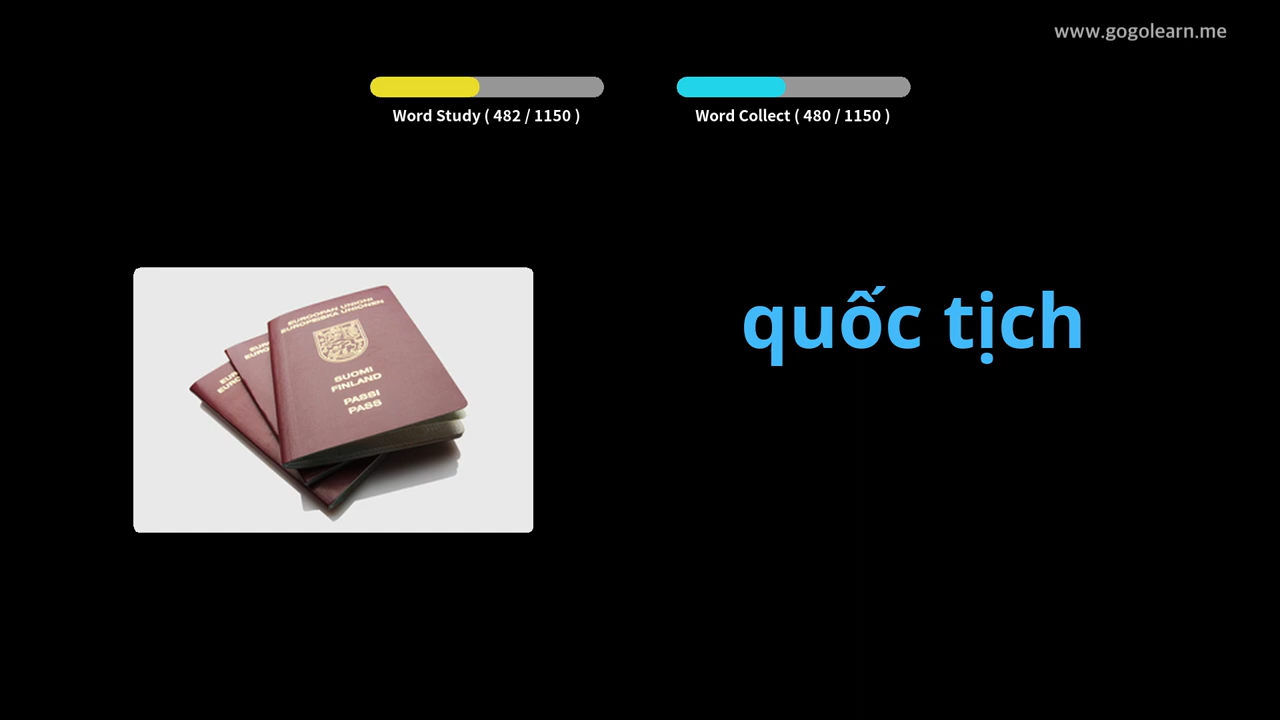 www.gogolearn.me
Word Study ( 482 / 1150 )
Word Collect ( 480 / 1150 )
EUROOPAN UNIONI
EUROPEISKA UNIONEN
SUOMI
FINLAND
PASSI
PASS
quốc tịch